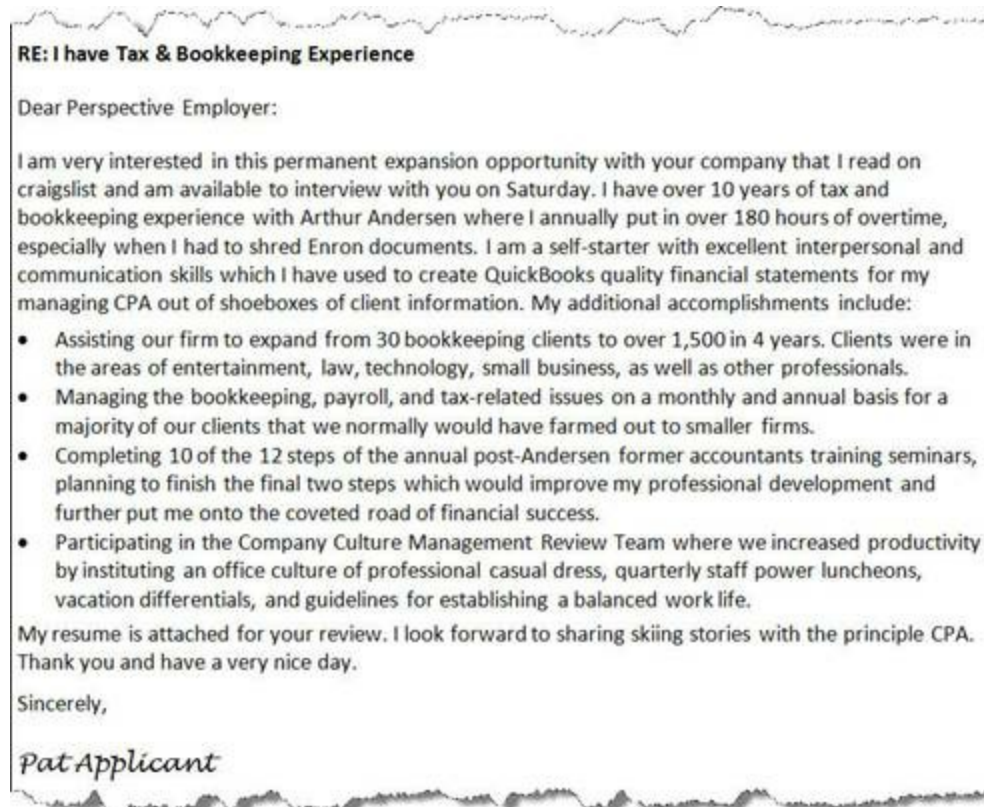 RE: I have Tax & Bookkeeping Experience
Dear Perspective Employer:
I am very interested in this permanent expansion opportunity with your company that I read on
craigslist and am available to interview with you on Saturday. I have over 10 years of tax and
bookkeeping experience with Arthur Andersen where I annually put in over 180 hours of overtime,
especially when I had to shred Enron documents. I am a self-starter with excellent interpersonal and
communication skills which I have used to create QuickBooks quality financial statements for my
managing CPA out of shoeboxes of client information. My additional accomplishments include:
• Assisting our firm to expand from 30 bookkeeping clients to over 1,500 in 4 years. Clients were in
the areas of entertainment, law, technology, small business, as well as other professionals.
• Managing the bookkeeping, payroll, and tax-related issues on a monthly and annual basis for a
majority of our clients that we normally would have farmed out to smaller firms.
• Completing 10 of the 12 steps of the annual post-Andersen former accountants training seminars,
planning to finish the final two steps which would improve my professional development and
further put me onto the coveted road of financial success.
• Participating in the Company Culture Management Review Team where we increased productivity
by instituting an office culture of professional casual dress, quarterly staff power luncheons,
vacation differentials, and guidelines for establishing a balanced work life.
My resume is attached for your review. I look forward to sharing skiing stories with the principle CPA.
Thank you and have a very nice day.
Sincerely,
Pat Applicant